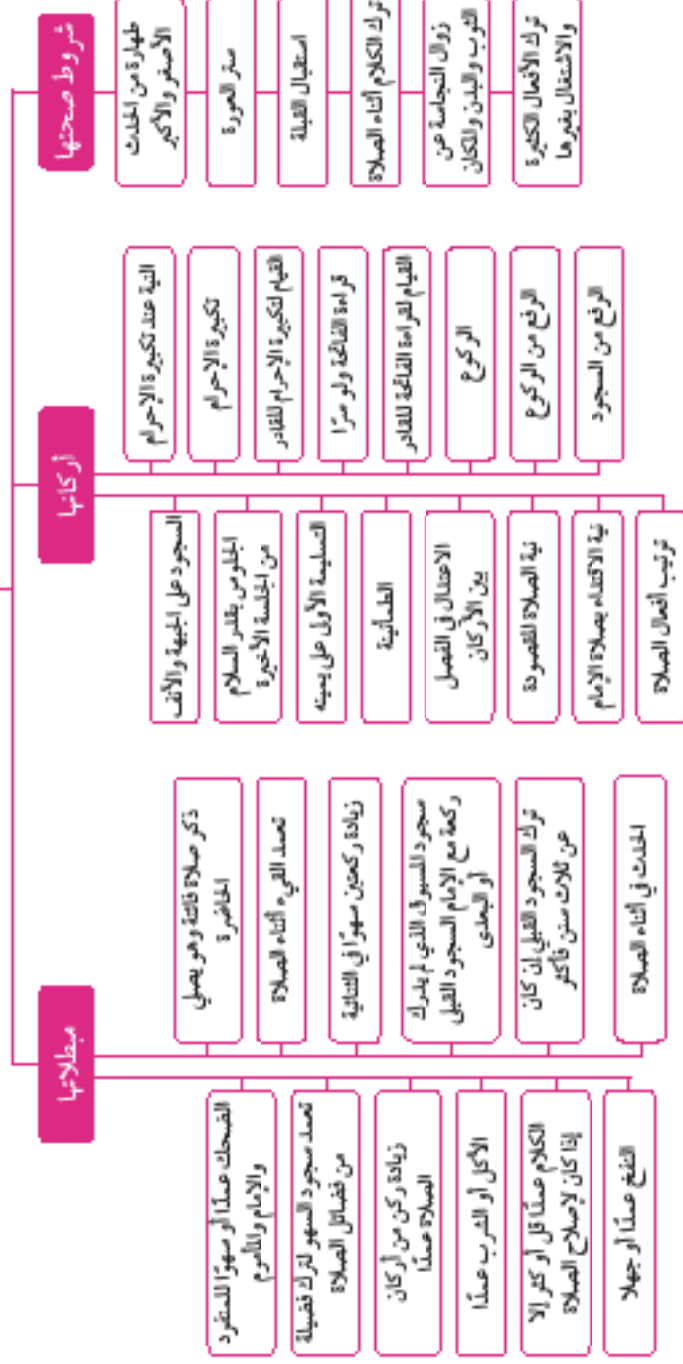 شروط صحتها
طهارة من الحدث
الأصغر والأكبر
ستر العورة
استقبال القبلة
ترك الكلام أثناء الصلاة
زوال النجاسة عن
الثوب والبدن والمكان
ترك الأفعال الكثيرة
والاشتغال بغيرها
أركانها
النية عند تكبيرة الإحرام
تكبيرة الإحرام
القيام لتكبيرة الإحرام للقادر
قراءة الفاتحة ولو سرًا
القيام لقراءة الفاتحة للقادر
الركوع
الرفع من الركوع
الرفع من السجود
السجود على الجبهة والأنف
الجلوس بقدر السلام
من الجلسة الأخيرة
التسليمة الأولى على يمينه
الطمأنينة
الاعتدال في الفصل
بين الأركان
نية الصلاة المقصودة
نية الاقتداء بصلاة الإمام
ترتيب أفعال الصلاة
مبطلاتها
ذكر صلاة فائتة وهو يصلي
الحاضرة
تعمد القيء أثناء الصلاة
زيادة ركعتين سهوًا في الثنائية
سجود المسبوق الذي لم يدرك
ركعة مع الإمام السجود القبلى
أو البعدى
ترك السجود القبلي إن كان
عن ثلاث سنن فأكثر
الحدث في أثناء الصلاة
الضحك عمدًا أو سهوًا للمنفرد
والإمام والمأموم
تعمد سجود السهو لترك فضيلة
من فضائل الصلاة
زيادة ركن من أركان
الصلاة عمدًا
الأكل أو الشرب عمدًا
الكلام عمدًا قل أو كثر إلا
إذا كان لإصلاح الصلاة
النفخ عمدًا أو جهلا